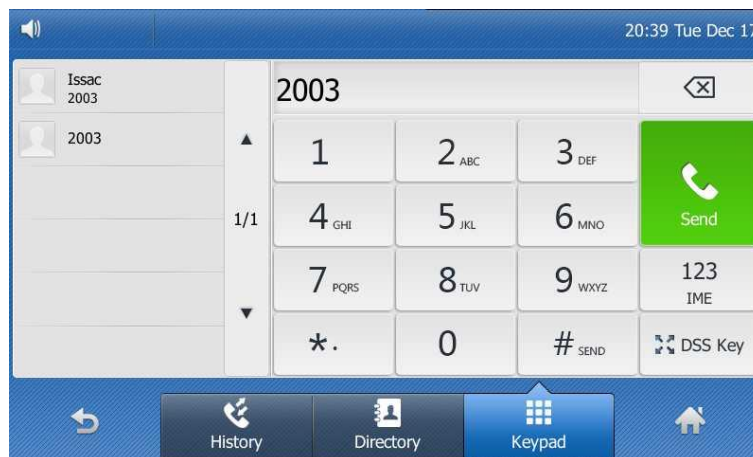 20:39 Tue Dec 17
Issac
2003
2003
1/1
2003
1
2 ABC
3 DEF
Send
4 GHI
5 JKL
6 MNO
7 PQRS
8 TUV
9 WXYZ
123
IME
*.
0
# SEND
DSS Key
History
Directory
Keypad